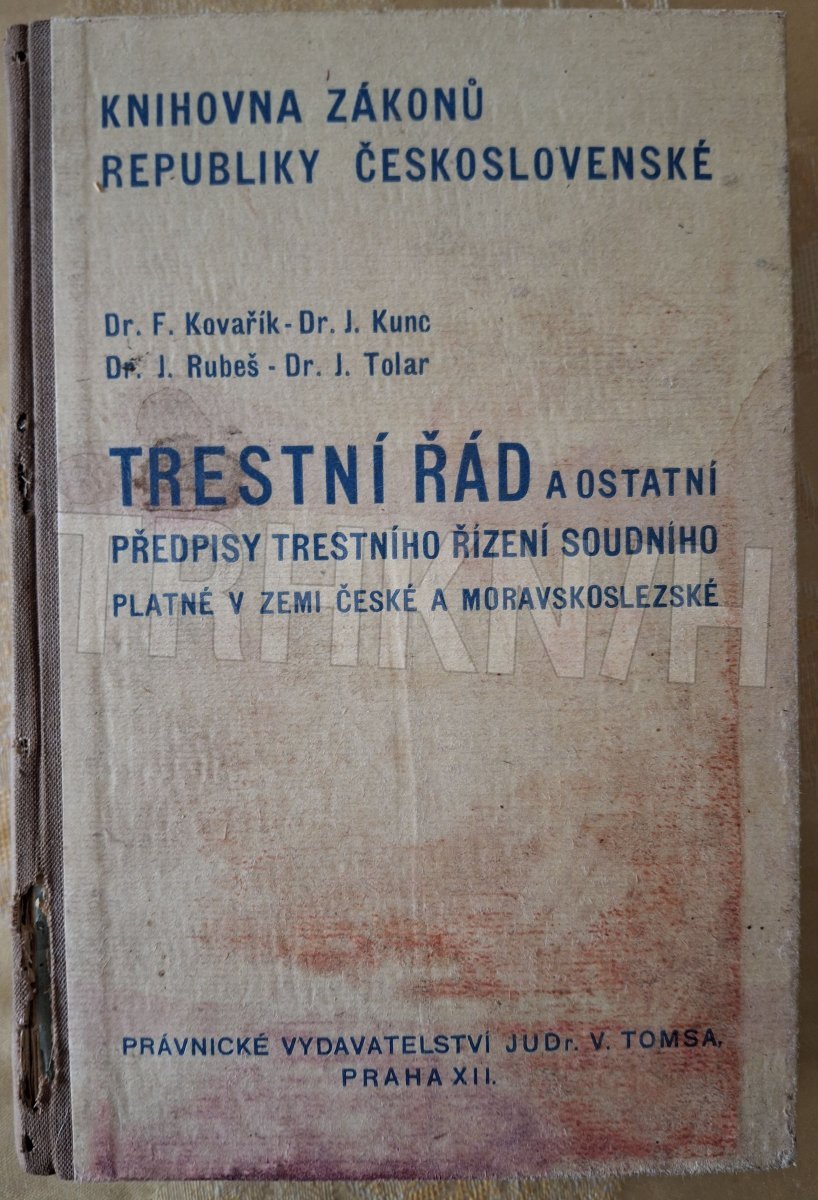 KNIHOVNA ZÁKONŮ
REPUBLIKY ČESKOSLOVENSKÉ
Dr. F. Kovařík - Dr. J. Kunc
Dr. J. Rubeš - Dr. J. Tolar
TRESTNÍ ŘÁD A OSTATNÍ
PŘEDPISY TRESTNÍHO ŘÍZENÍ SOUDNÍHO
PLATNÉ V ZEMI ČESKÉ A MORAVSKOSLEZSKÉ
TRHKNIH
PRÁVNICKÉ VYDAVATELSTVÍ JUDr. V. TOMSA,
PRAHA XII.